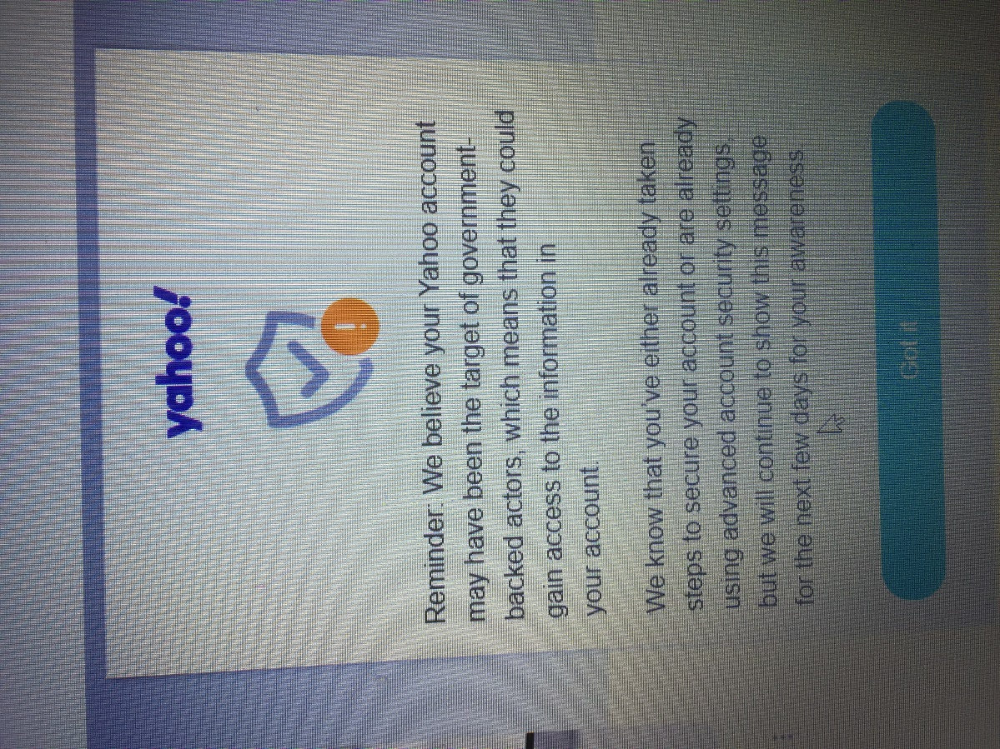 yahoo!
Reminder: We believe your Yahoo account
may have been the target of government-
backed actors, which means that they could
gain access to the information in
your account.
We know that you've either already taken
steps to secure your account or are already
using advanced account security settings,
but we will continue to show this message
for the next few days for your awareness.
Got it